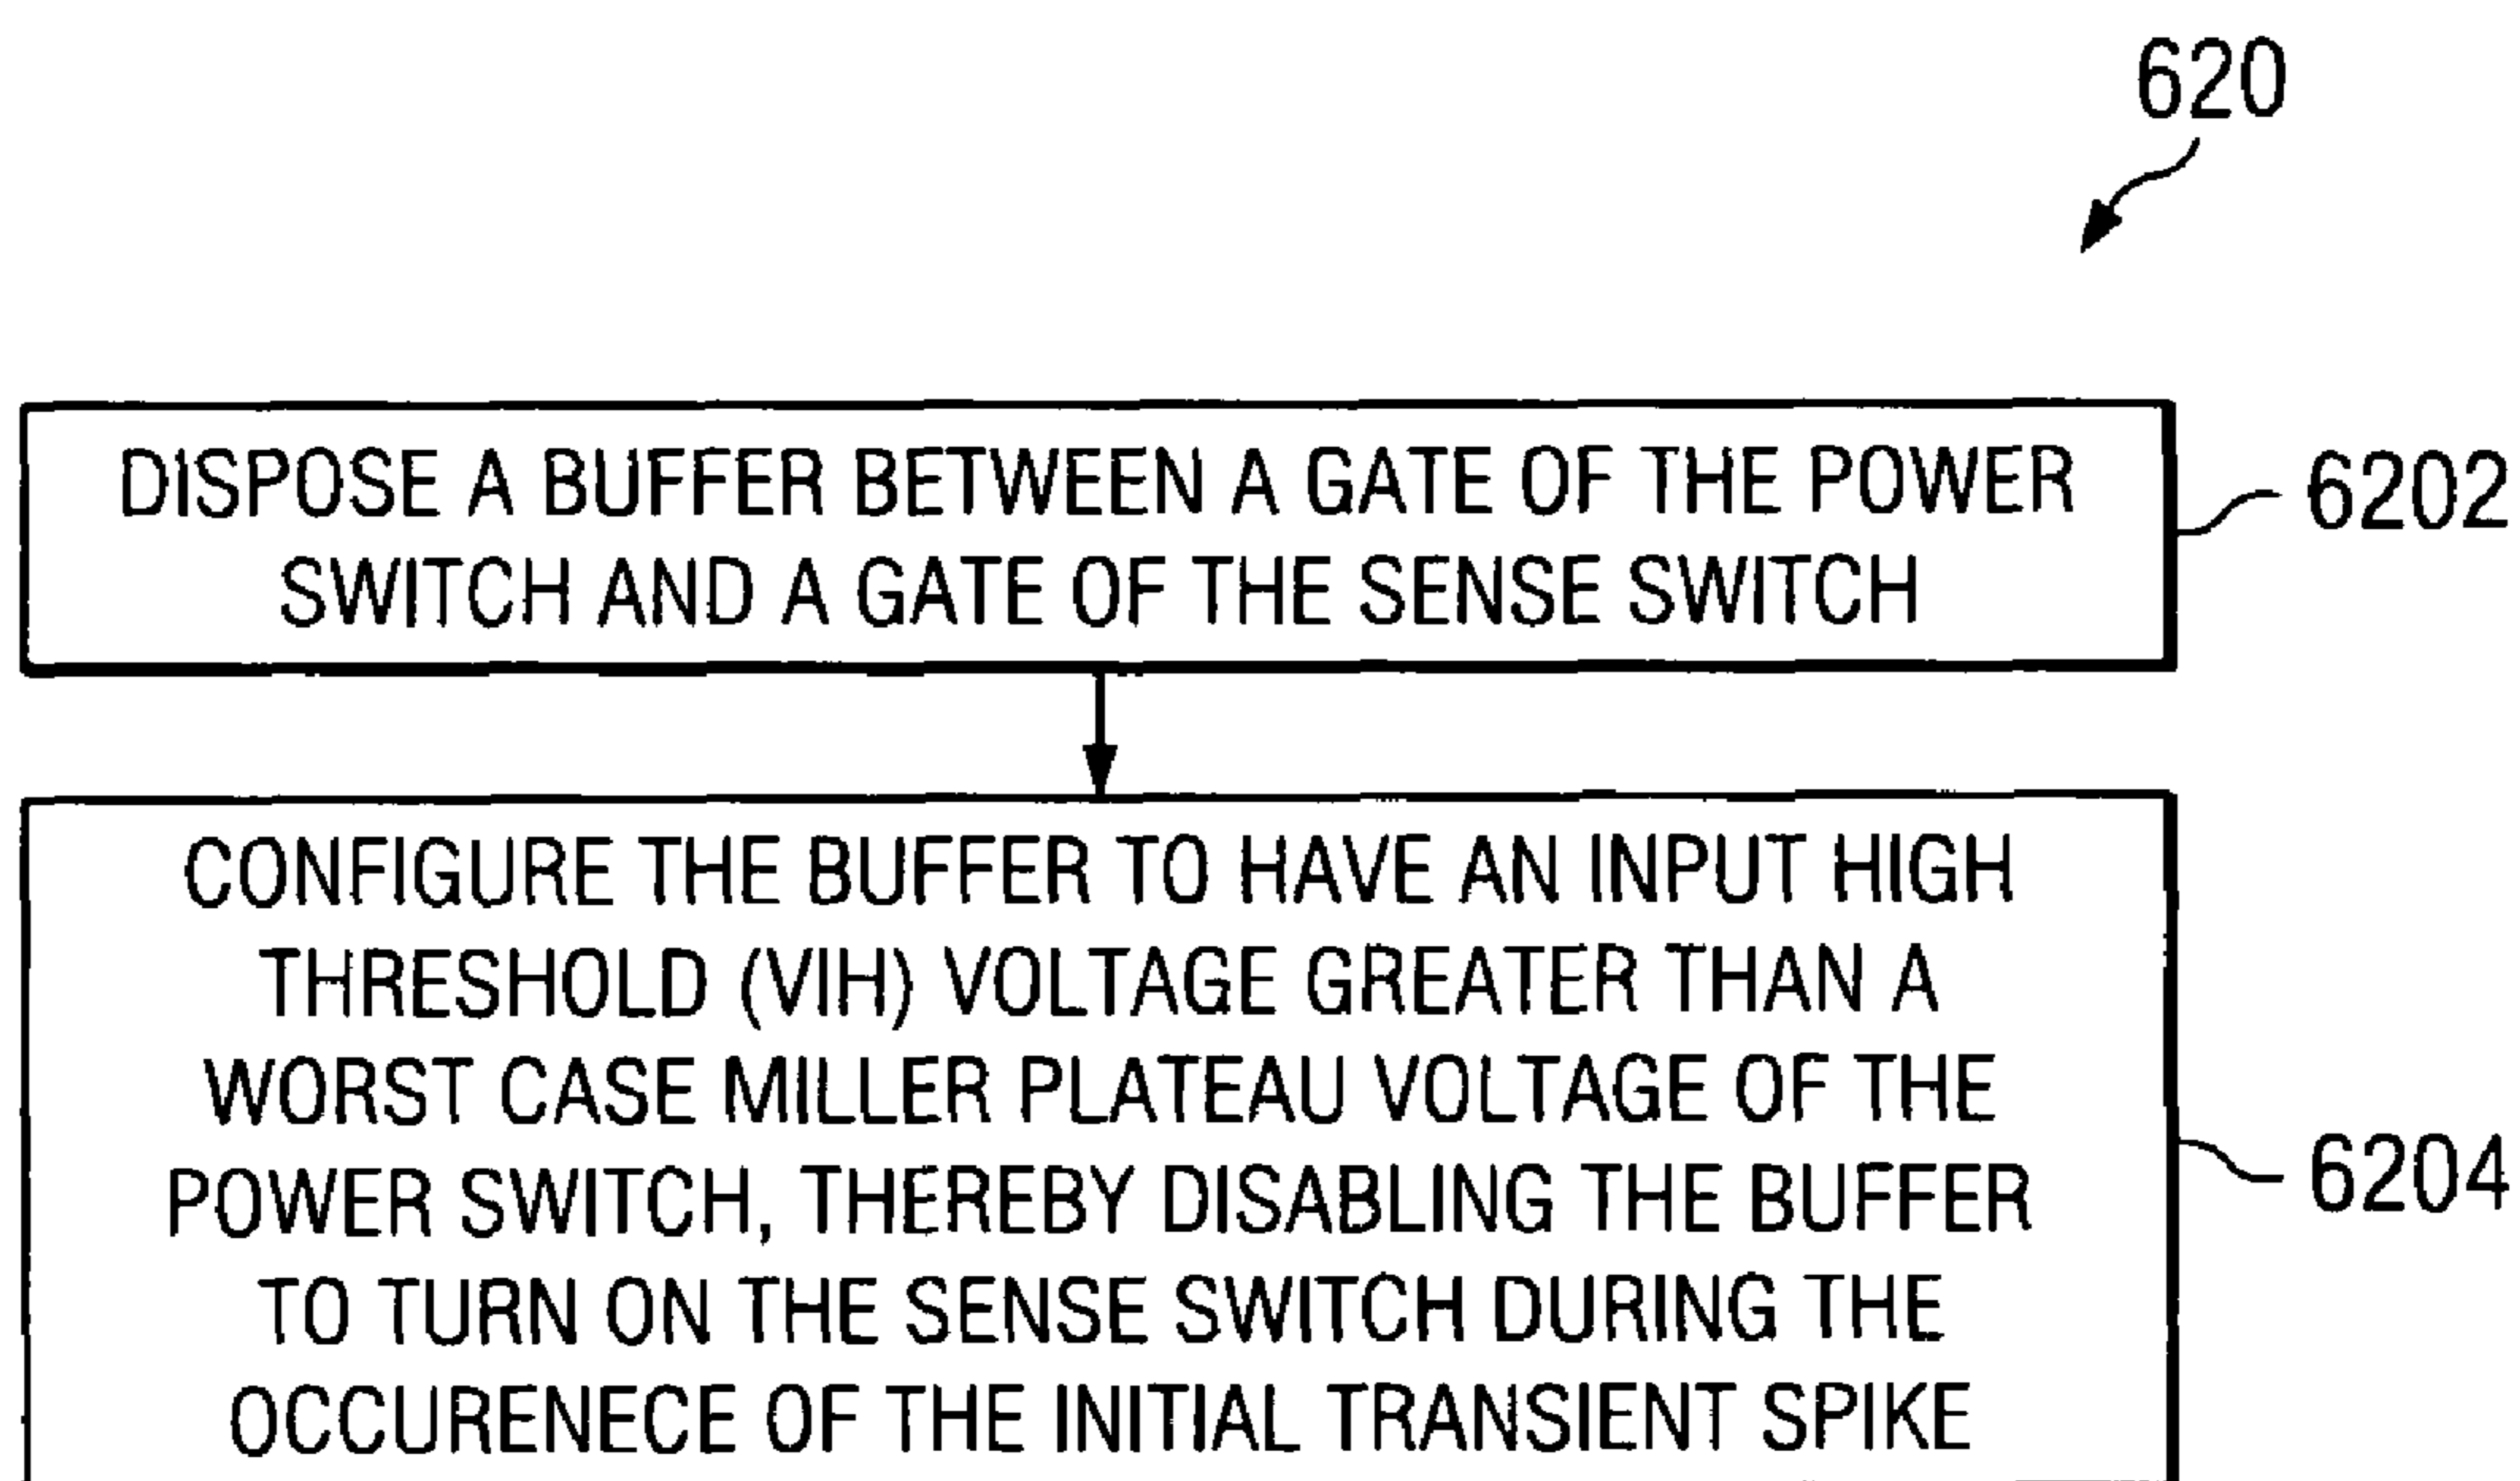 620
DISPOSE A BUFFER BETWEEN A GATE OF THE POWER
SWITCH AND A GATE OF THE SENSE SWITCH
6202
CONFIGURE THE BUFFER TO HAVE AN INPUT HIGH
THRESHOLD (VIH) VOLTAGE GREATER THAN A
WORST CASE MILLER PLATEAU VOLTAGE OF THE
POWER SWITCH, THEREBY DISABLING THE BUFFER
TO TURN ON THE SENSE SWITCH DURING THE
OCCURENECE OF THE INITIAL TRANSIENT SPIKE
6204